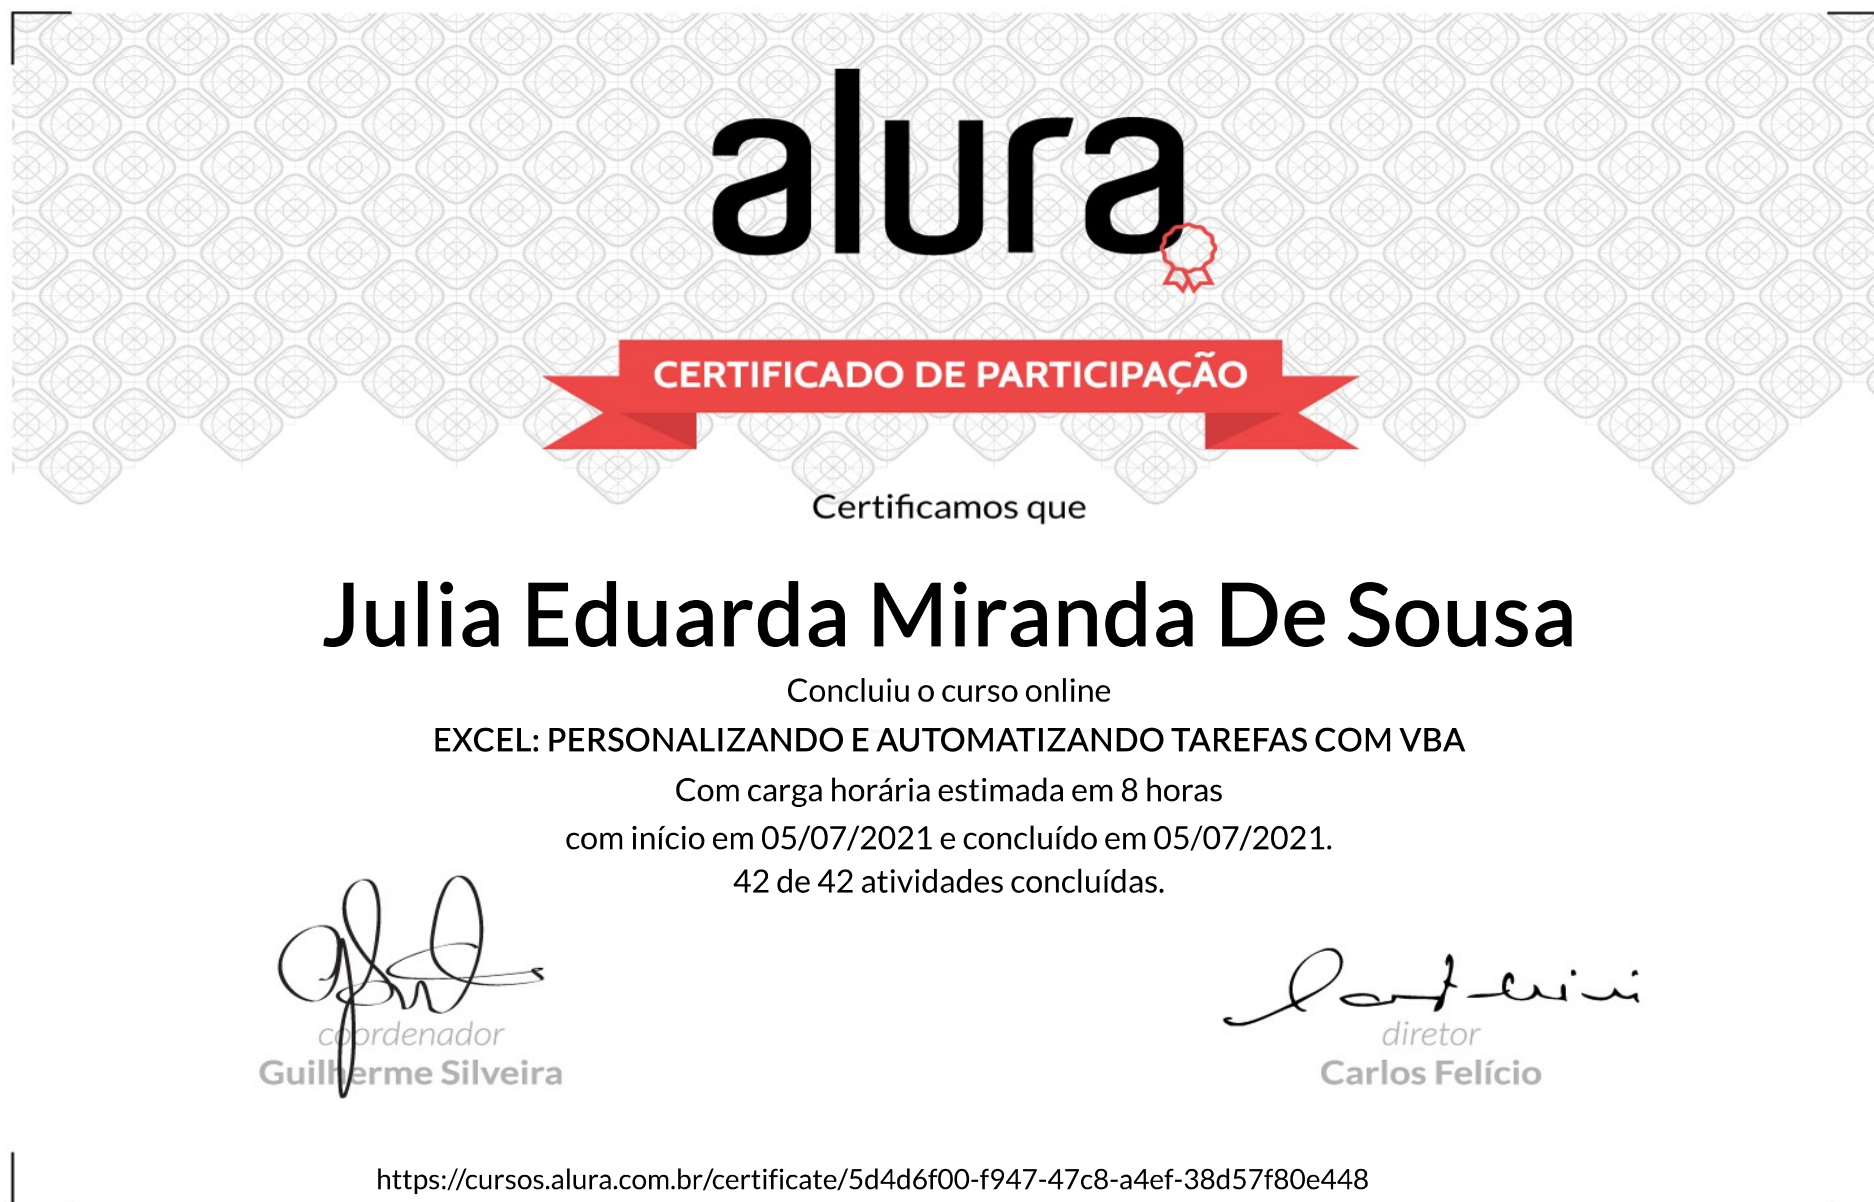 alura
CERTIFICADO DE PARTICIPAÇÃO
Certificamos que
Julia Eduarda Miranda De Sousa
Concluiu o curso online
EXCEL: PERSONALIZANDO E AUTOMATIZANDO TAREFAS COM VBA
Com carga horária estimada em 8 horas
com início em 05/07/2021 e concluído em 05/07/2021.
42 de 42 atividades concluídas.
coordenador
Guilherme Silveira
diretor
Carlos Felício
https://cursos.alura.com.br/certificate/5d4d6f00-f947-47c8-a4ef-38d57f80e448